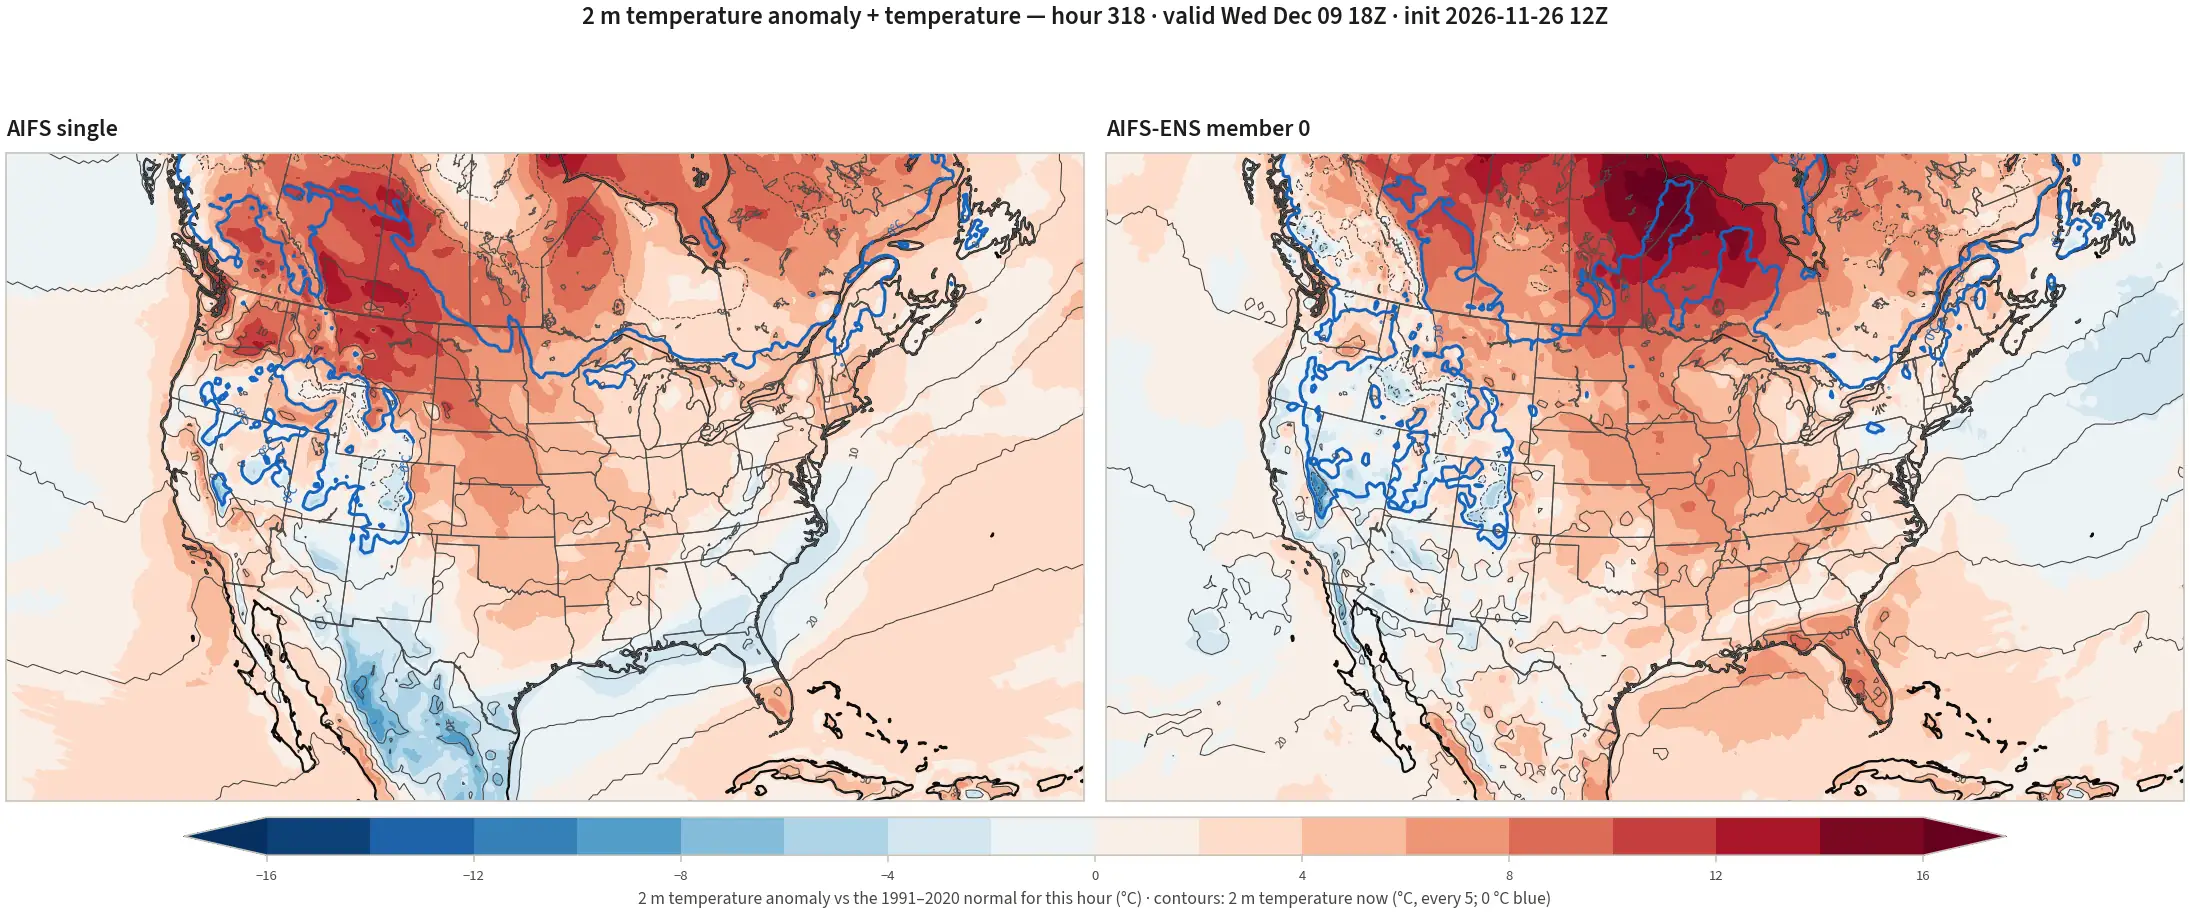 2 m temperature anomaly + temperature — hour 318 · valid Wed Dec 09 18Z · init 2026-11-26 12Z
AIFS single
AIFS-ENS member 0
10
20
10
20
−16 −12 −8 −4 0 4 8 12 16
2 m temperature anomaly vs the 1991–2020 normal for this hour (°C) · contours: 2 m temperature now (°C, every 5; 0 °C blue)